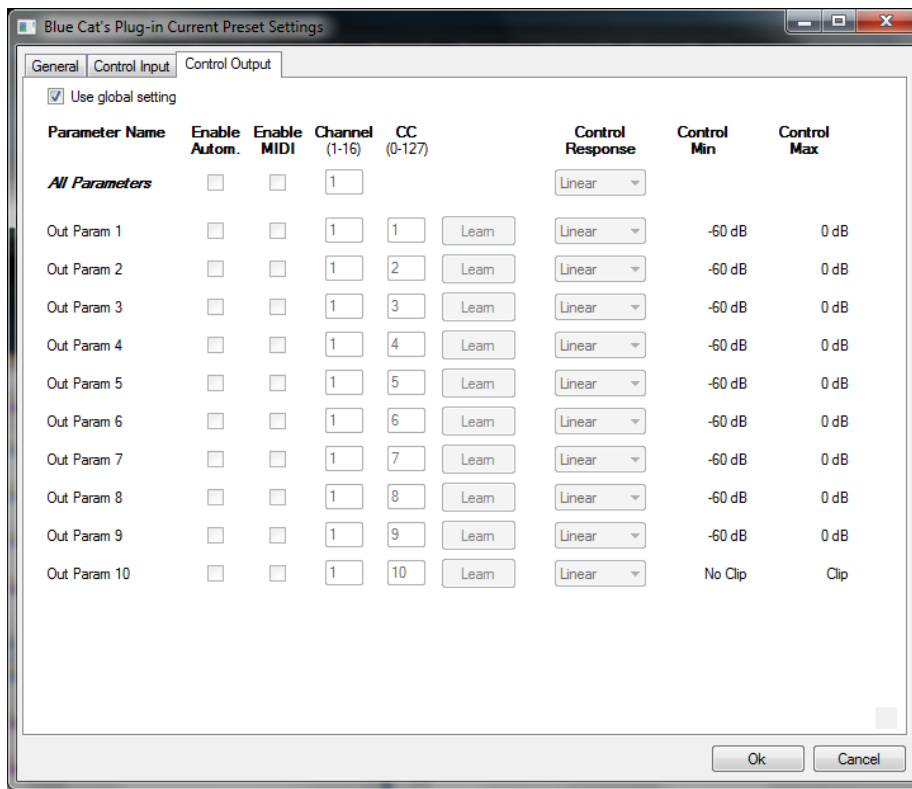 Blue Cat's Plug-in Current Preset Settings
General Control Input Control Output
Use global setting
Parameter Name Enable Autom. Enable MIDI Channel (1-16) CC (0-127) Control Response Control Min Control Max
All Parameters 1 Linear
Out Param 1 1 1 Learn Linear -60 dB 0 dB
Out Param 2 1 2 Learn Linear -60 dB 0 dB
Out Param 3 1 3 Learn Linear -60 dB 0 dB
Out Param 4 1 4 Learn Linear -60 dB 0 dB
Out Param 5 1 5 Learn Linear -60 dB 0 dB
Out Param 6 1 6 Learn Linear -60 dB 0 dB
Out Param 7 1 7 Learn Linear -60 dB 0 dB
Out Param 8 1 8 Learn Linear -60 dB 0 dB
Out Param 9 1 9 Learn Linear -60 dB 0 dB
Out Param 10 1 10 Learn Linear No Clip Clip
Ok Cancel